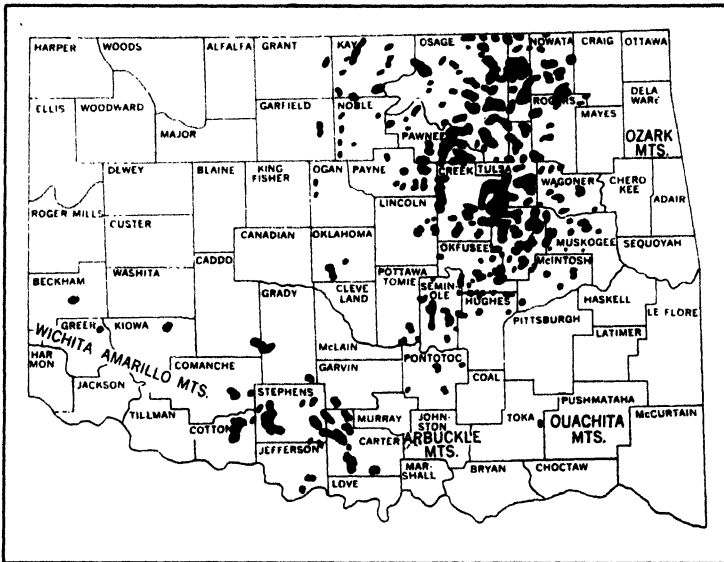 HARPER
WOODS
ALFALFA
GRANT
KAY
OSAGE
NOWATA
CRAIG
OTTAWA
ELLIS
WOODWARD
MAJOR
GARFIELD
NOBLE
PAWNEE
ROGERS
MAYES
DELA
WARE
OZARK
MTS.
DEWEY
BLAINE
KING
FISHER
OGAN
PAYNE
CREEK
TULSA
WAGONER
CHERO
KEE
ADAIR
ROGER MILLS
CUSTER
LINCOLN
CANADIAN
OKLAHOMA
OKFUSEE
MUSKOGEE
SEQUOYAH
McINTOSH
BECKHAM
WASHITA
CADDO
GRADY
CLEVE
LAND
POTTAWA
TOMIE
SEMIN
OLE
HUGHES
PITTSBURGH
HASKELL
LE FLORE
LATIMER
GREER
KIOWA
WICHITA AMARILLO MTS.
HAR
MON
JACKSON
COMANCHE
McLAIN
GARVIN
PONTOTOC
COAL
TILLMAN
COTTON
STEPHENS
JEFFERSON
MURRAY
CARTER
JOHN-
STON
ARBUCKLE
MTS.
TOKA
PUSHMATAHA
OUACHITA
MTS.
McCURTAIN
LOVE
MAR-
SHALL
BRYAN
CHOCTAW